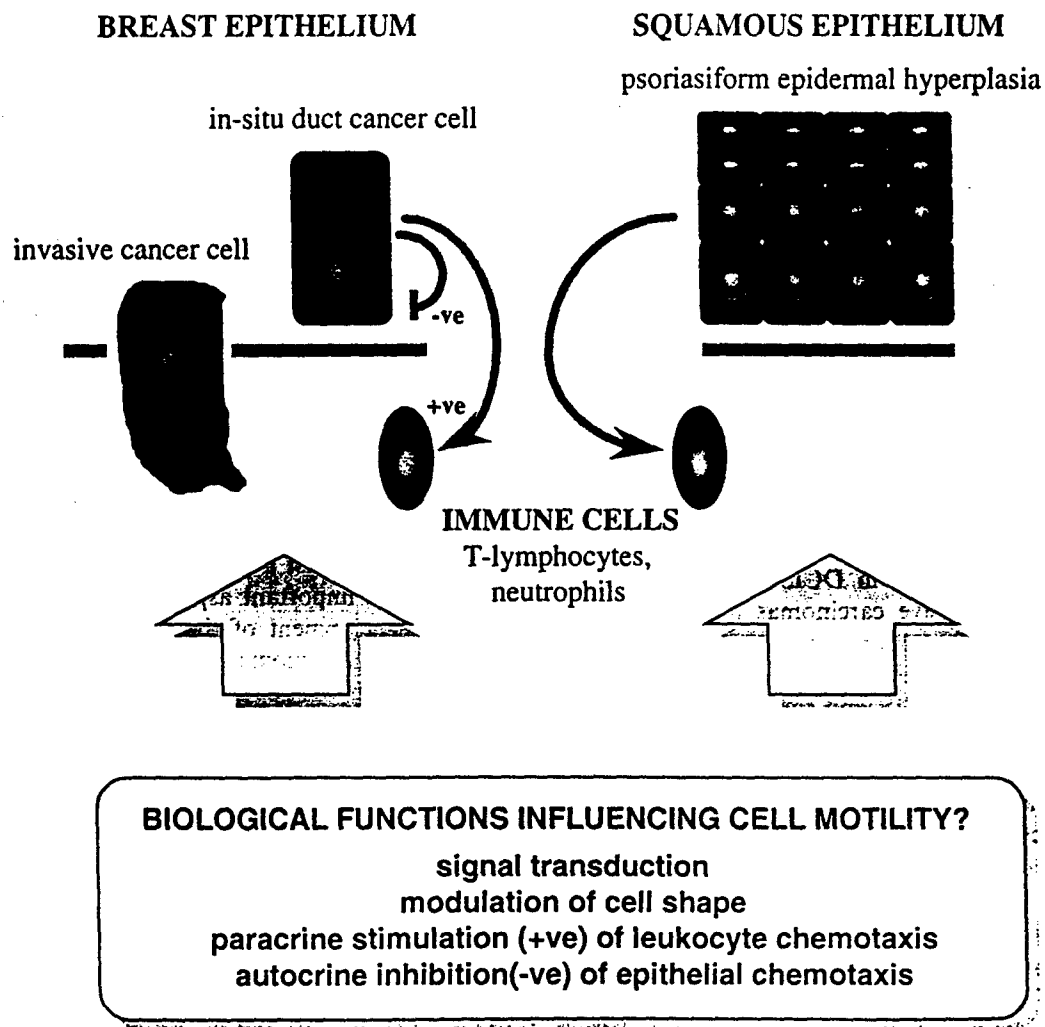 BREAST EPITHELIUM
SQUAMOUS EPITHELIUM
psoriasiform epidermal hyperplasia
in-situ duct cancer cell
invasive cancer cell
-ve
+ve
IMMUNE CELLS
T-lymphocytes,
neutrophils
BIOLOGICAL FUNCTIONS INFLUENCING CELL MOTILITY?
signal transduction
modulation of cell shape
paracrine stimulation (+ve) of leukocyte chemotaxis
autocrine inhibition(-ve) of epithelial chemotaxis